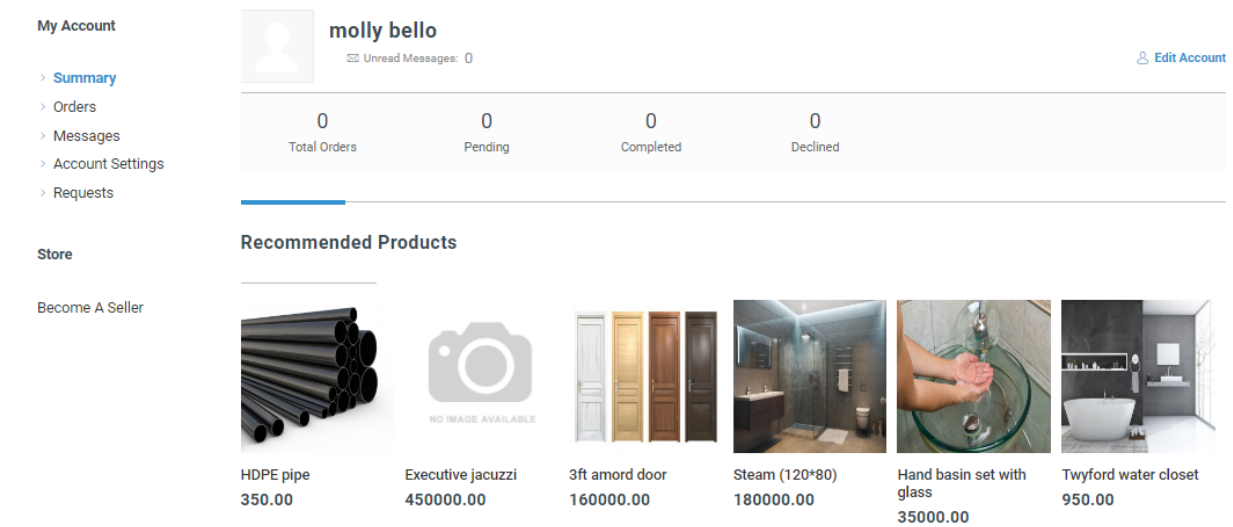 My Account
Summary
Orders
Messages
Account Settings
Requests
Store
Become A Seller
molly bello
Unread Messages: 0
Edit Account
0
Total Orders
0
Pending
0
Completed
0
Declined
Recommended Products
NO IMAGE AVAILABLE
HDPE pipe
350.00
Executive jacuzzi
450000.00
3ft amord door
160000.00
Steam (120*80)
180000.00
Hand basin set with
glass
35000.00
Twyford water closet
950.00